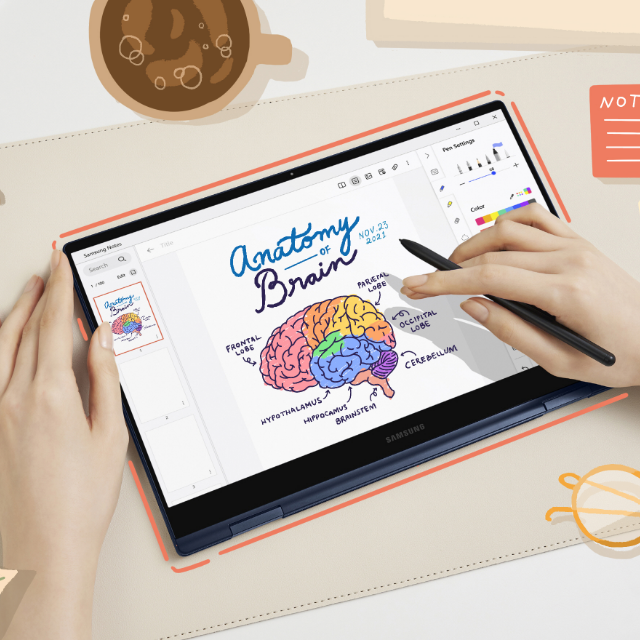 NOT
Samsung Notes
Search
Edit
Title
Pen Settings
Color
Anatomy
OF
Brain
NOV.23
2021
PARIETAL
LOBE
FRONTAL
LOBE
OCCIPITAL
LOBE
CEREBELLUM
HYPOTHALAMUS
HIPPOCAMUS
BRAINSTEM
SAMSUNG